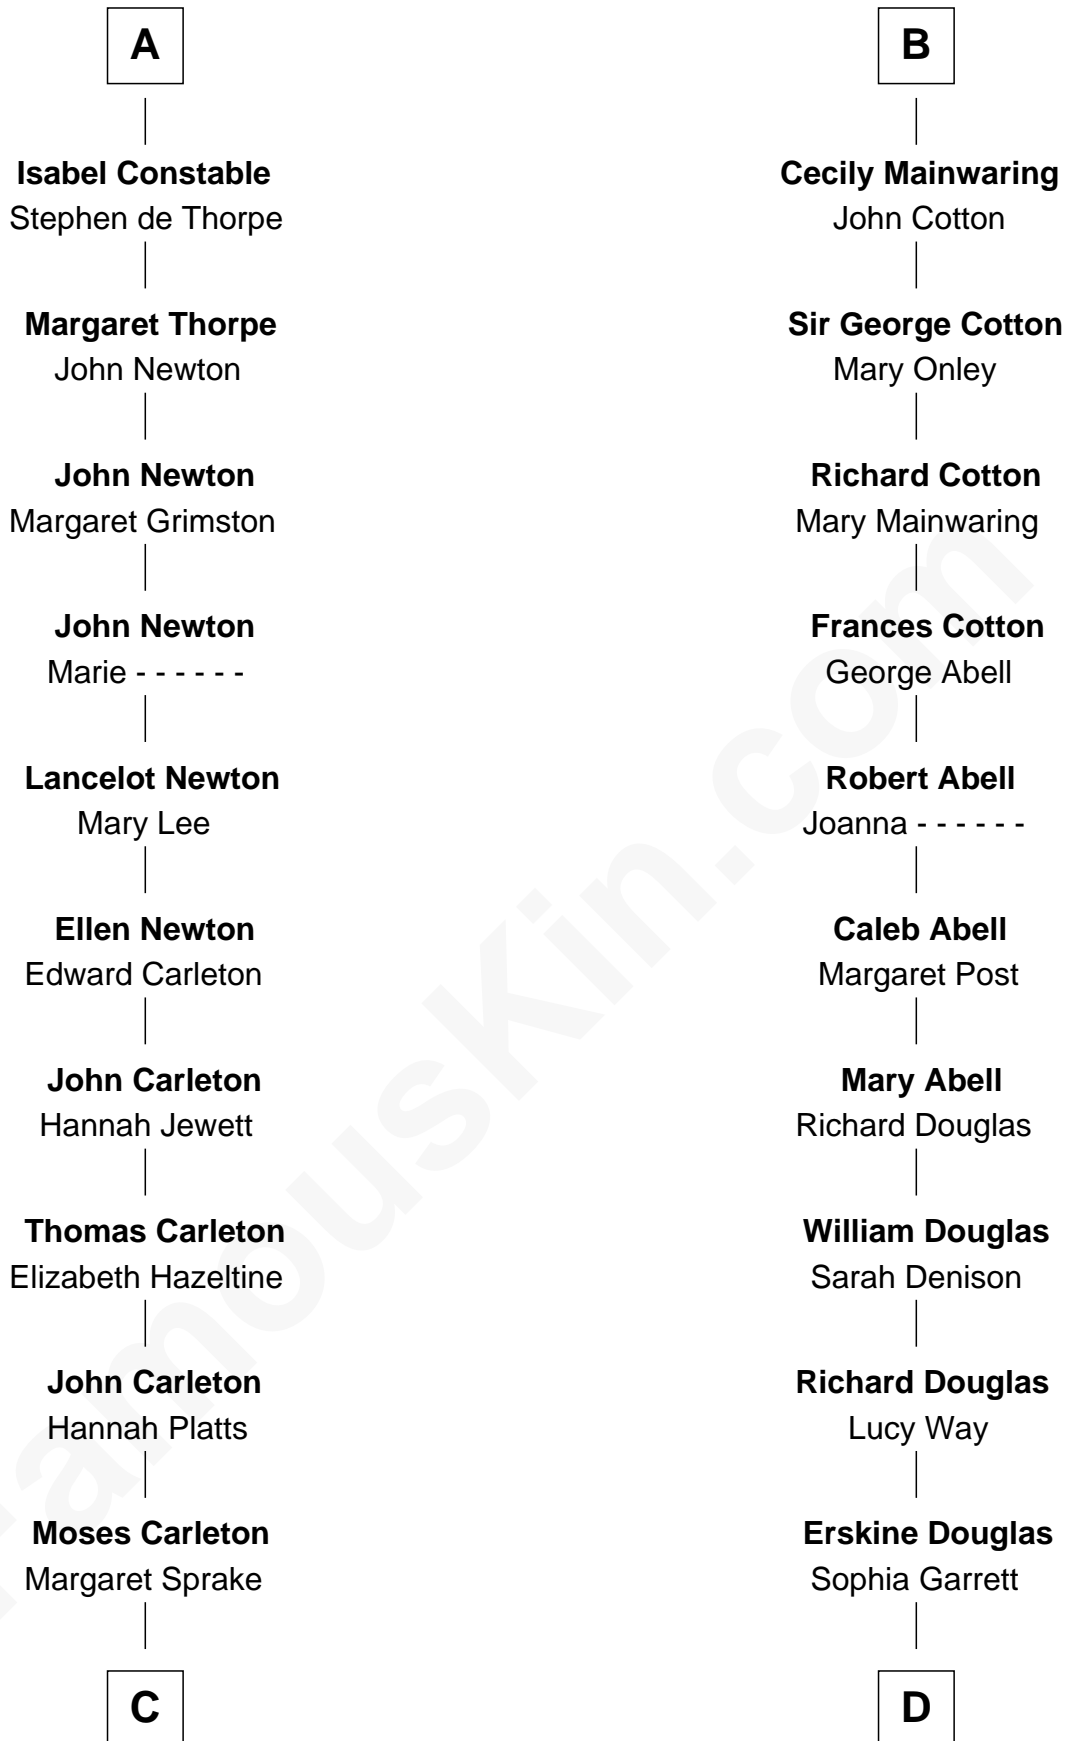 A
Isabel Constable
Stephen de Thorpe
Margaret Thorpe
John Newton
John Newton
Margaret Grimston
John Newton
Marie - - - - - -
Lancelot Newton
Mary Lee
Ellen Newton
Edward Carleton
John Carleton
Hannah Jewett
Thomas Carleton
Elizabeth Hazeltine
John Carleton
Hannah Platts
Moses Carleton
Margaret Sprake
C
B
Cecily Mainwaring
John Cotton
Sir George Cotton
Mary Onley
Richard Cotton
Mary Mainwaring
Frances Cotton
George Abell
Robert Abell
Joanna - - - - - -
Caleb Abell
Margaret Post
Mary Abell
Richard Douglas
William Douglas
Sarah Denison
Richard Douglas
Lucy Way
Erskine Douglas
Sophia Garrett
D
FamousKin.com